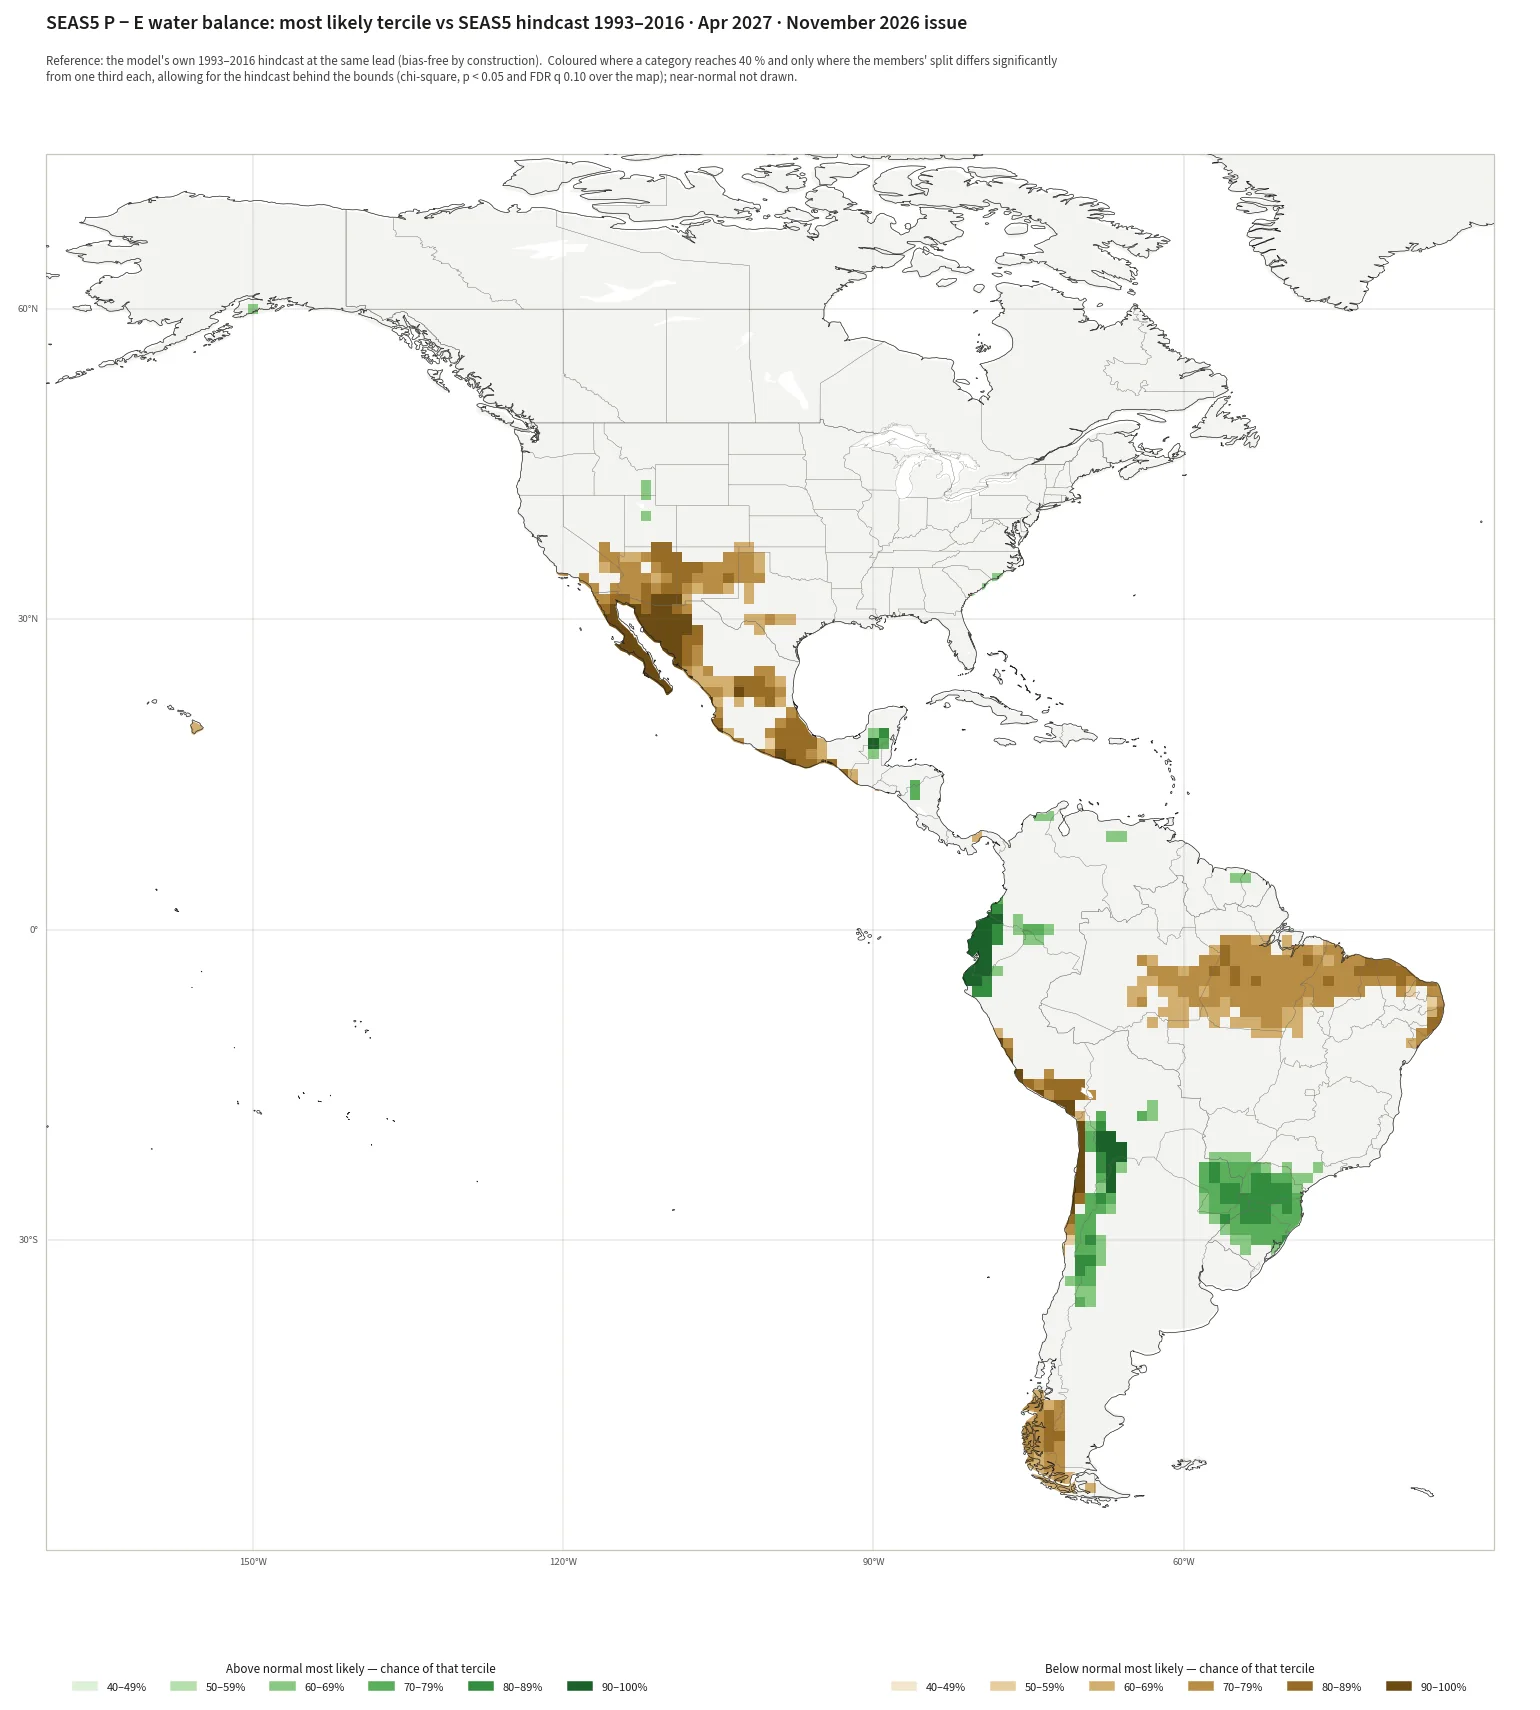 SEAS5 P − E water balance: most likely tercile vs SEAS5 hindcast 1993–2016 · Apr 2027 · November 2026 issue
Reference: the model's own 1993–2016 hindcast at the same lead (bias-free by construction). Coloured where a category reaches 40 % and only where the members' split differs significantly
from one third each, allowing for the hindcast behind the bounds (chi-square, p < 0.05 and FDR q 0.10 over the map); near-normal not drawn.
60°N
30°N
0°
30°S
150°W 120°W 90°W 60°W
Above normal most likely — chance of that tercile
40–49% 50–59% 60–69% 70–79% 80–89% 90–100%
Below normal most likely — chance of that tercile
40–49% 50–59% 60–69% 70–79% 80–89% 90–100%